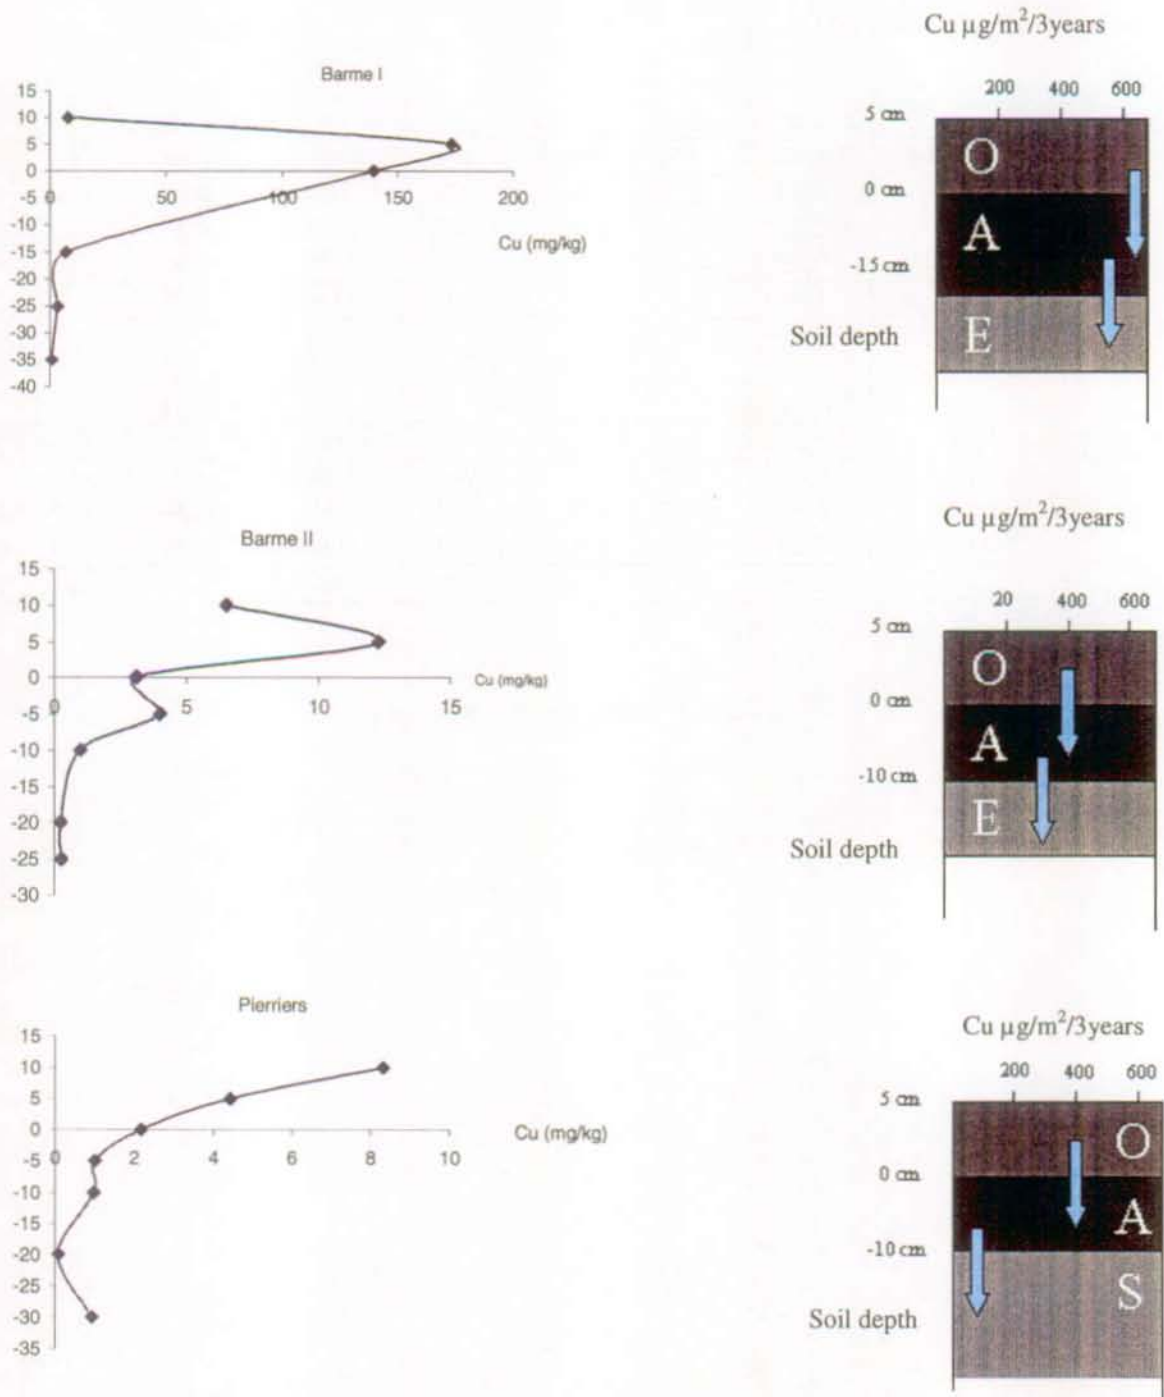 Cu µg/m²/3years
Barme I
200 400 600
15
10
5
0
-5
-10
-15
-20
-25
-30
-35
-40
0 50 100 150 200
Cu (mg/kg)
5 cm
0 cm
-15 cm
Soil depth
O
A
E
Cu µg/m²/3years
Barme II
20 400 600
15
10
5
0
-5
-10
-15
-20
-25
-30
0 5 10 15
Cu (mg/kg)
5 cm
0 cm
-10 cm
Soil depth
O
A
E
Pierriers
Cu µg/m²/3years
200 400 600
15
10
5
0
-5
-10
-15
-20
-25
-30
-35
0 2 4 6 8 10
Cu (mg/kg)
5 cm
0 cm
-10 cm
Soil depth
O
A
S